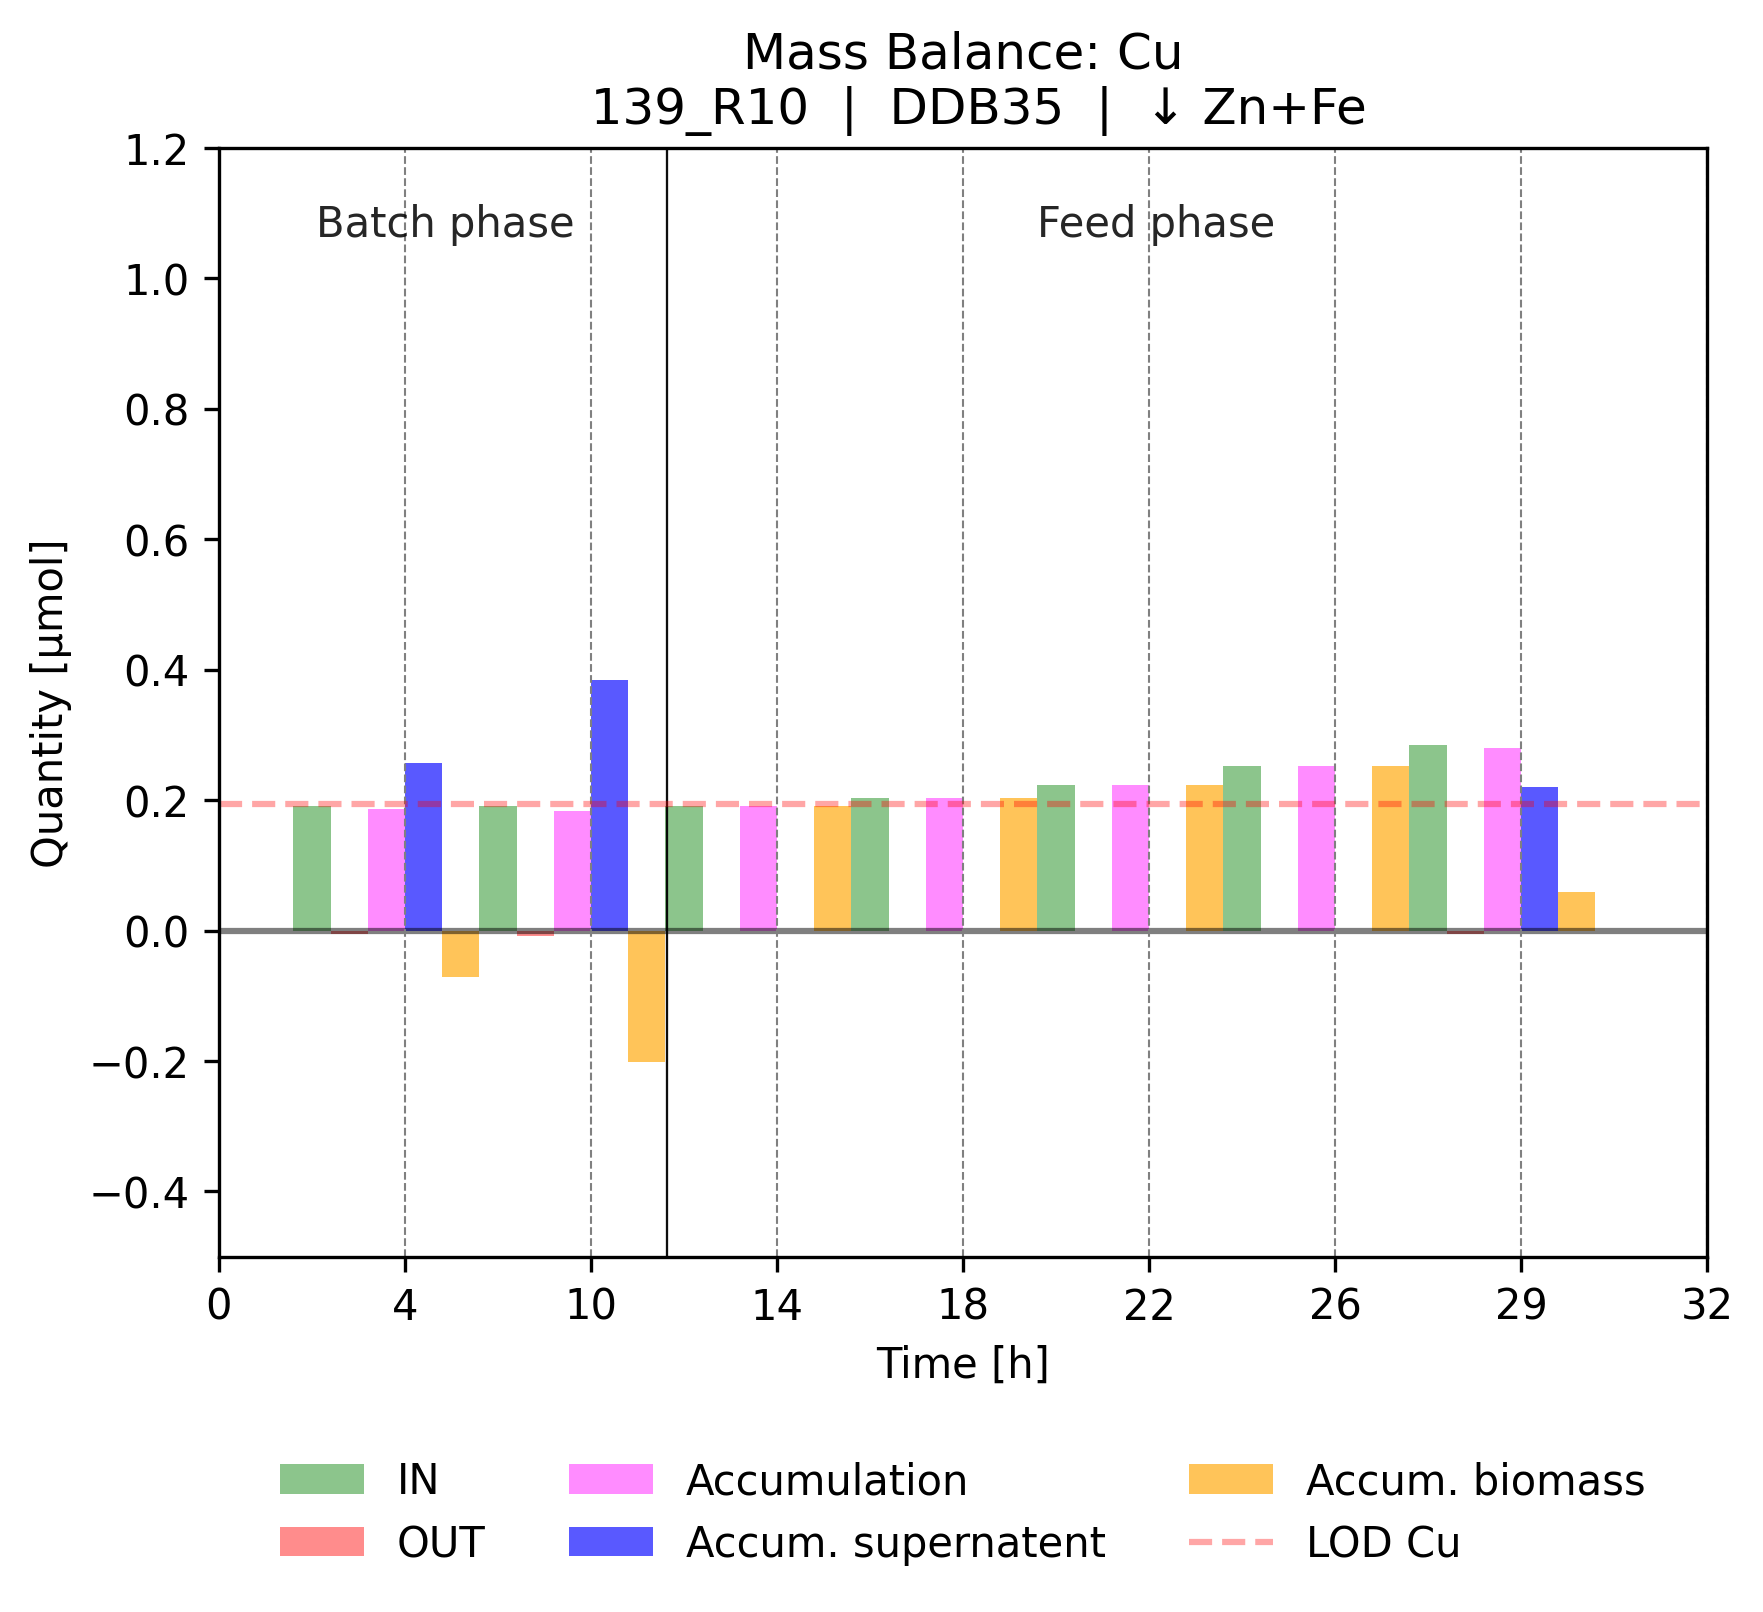 Mass Balance: Cu
139_R10 | DDB35 | ↓ Zn+Fe
1.2
1.0
0.8
0.6
0.4
0.2
0.0
−0.2
−0.4
Quantity [µmol]
Batch phase
Feed phase
0 4 10 14 18 22 26 29 32
Time [h]
IN
OUT
Accumulation
Accum. supernatent
Accum. biomass
LOD Cu